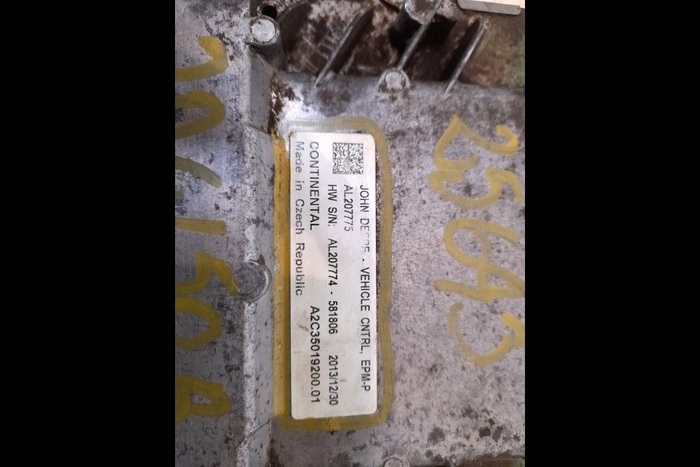 JOHN DEERE - VEHICLE CNTRL, EPM-P
AL207775
HW S/N: AL207774 - 581806 2013/12/30
CONTINENTAL A2C35019200.01
Made in Czech Republic